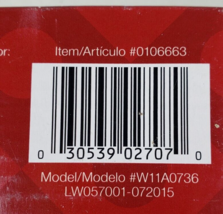 or: Item/Artículo #0106663
0 30539 02707 0
Model/Modelo #W11A0736
LW057001-072015